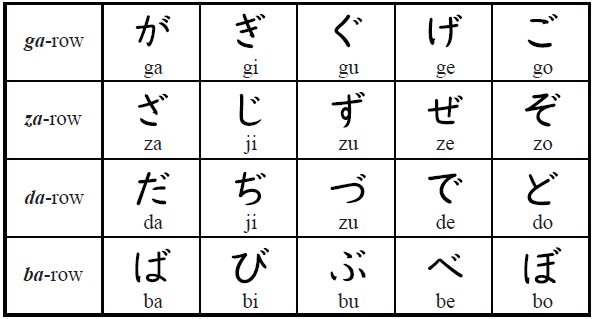 ga-row が ぎ ぐ げ ご
ga gi gu ge go
za-row ざ じ ず ぜ ぞ
za ji zu ze zo
da-row だ ぢ づ で ど
da ji zu de do
ba-row ば び ぶ べ ぼ
ba bi bu be bo